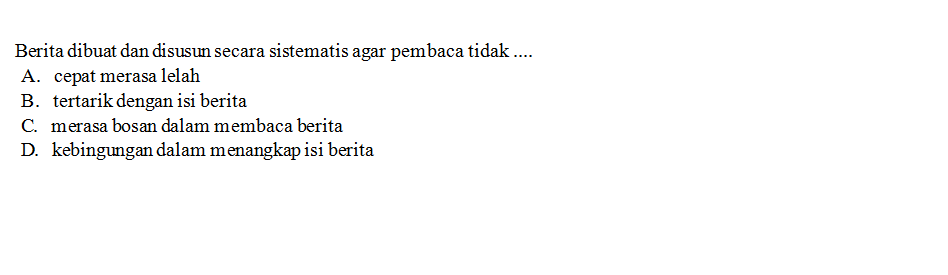 Berita dibuat dan disusun secara sistematis agar pembaca tidak ....
A. cepat merasa lelah
B. tertarik dengan isi berita
C. merasa bosan dalam membaca berita
D. kebingungan dalam menangkap isi berita